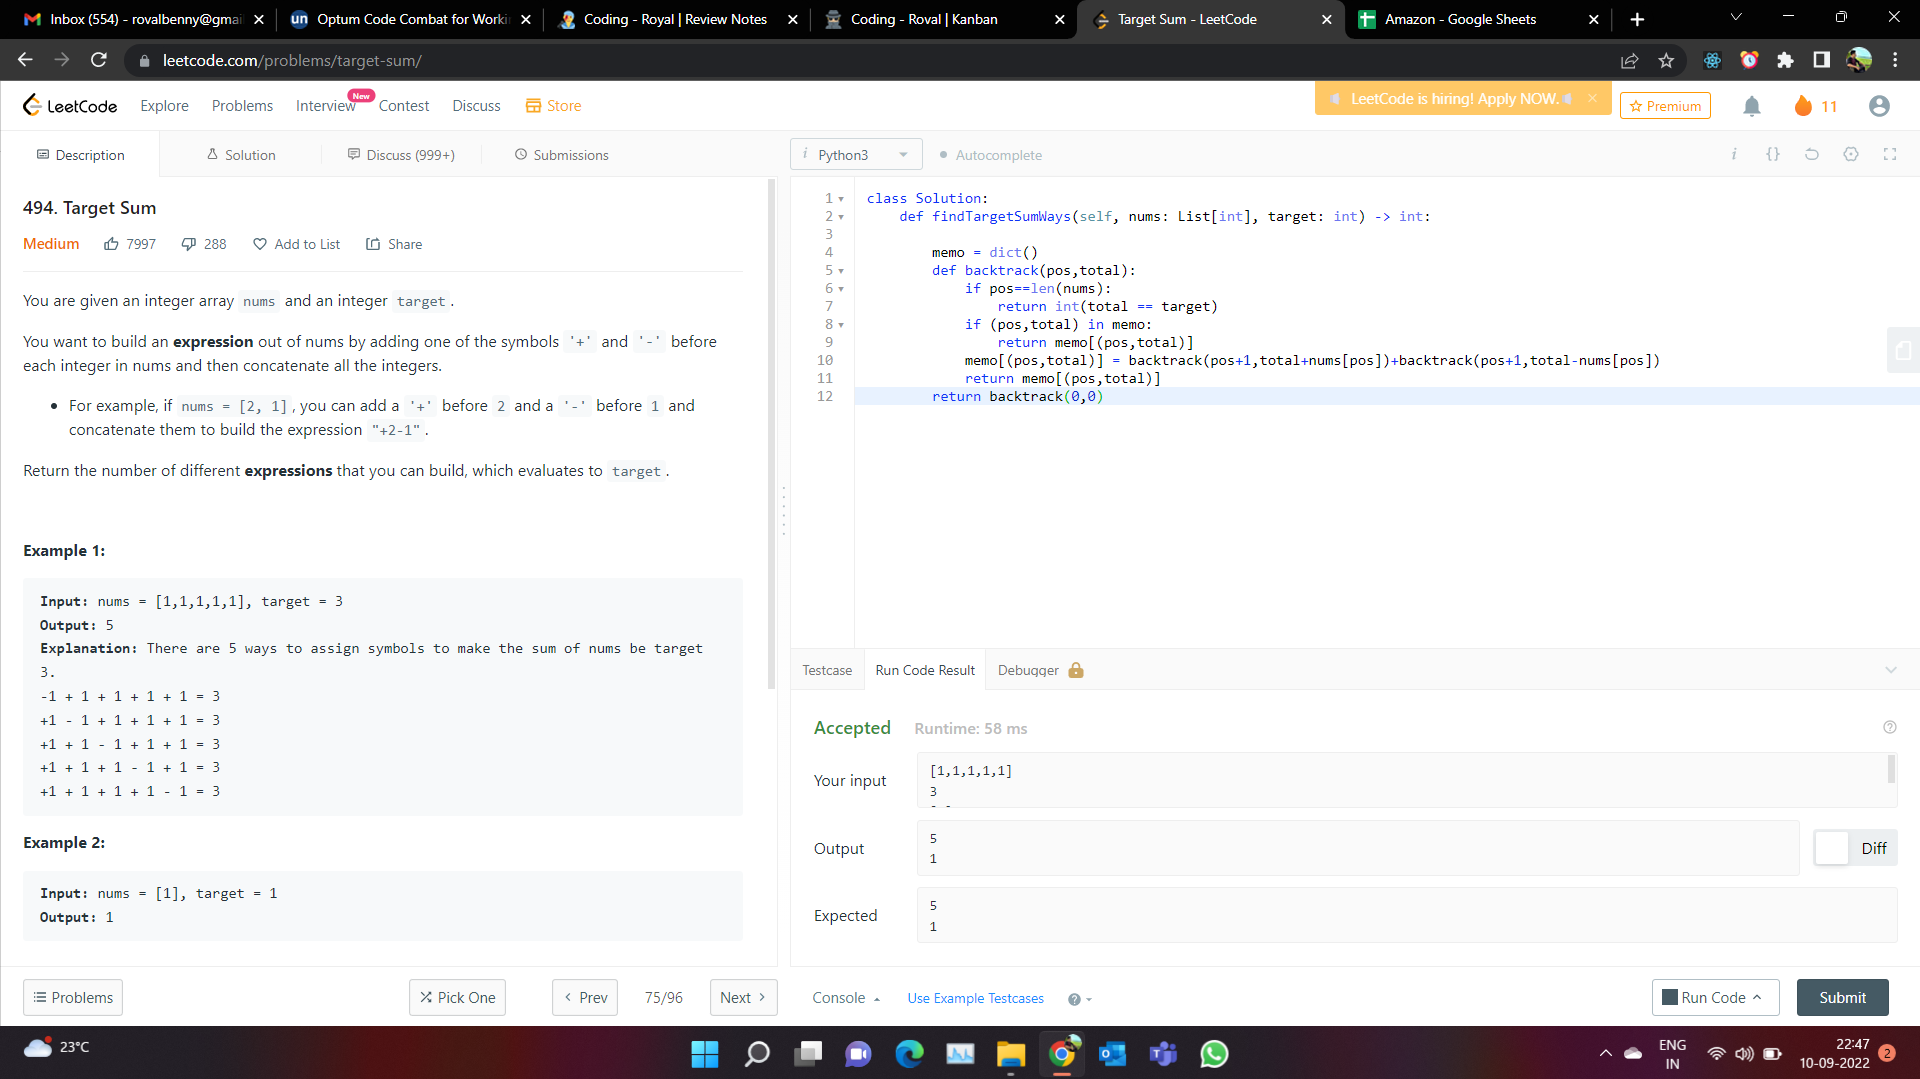 Inbox (554) - rovalbenny@gmai
Optum Code Combat for Worki
Coding - Royal | Review Notes
Coding - Roval | Kanban
Target Sum - LeetCode
Amazon - Google Sheets
leetcode.com/problems/target-sum/
LeetCode
Explore
Problems
Interview
New
Contest
Discuss
Store
LeetCode is hiring! Apply NOW.
Premium
11
Description
Solution
Discuss (999+)
Submissions
i Python3
Autocomplete
i
{}
494. Target Sum
Medium
7997
288
Add to List
Share
You are given an integer array nums and an integer target.
You want to build an expression out of nums by adding one of the symbols '+' and '-' before
each integer in nums and then concatenate all the integers.
• For example, if nums = [2, 1], you can add a '+' before 2 and a '-' before 1 and
concatenate them to build the expression "+2-1".
Return the number of different expressions that you can build, which evaluates to target.
Example 1:
Input: nums = [1,1,1,1,1], target = 3
Output: 5
Explanation: There are 5 ways to assign symbols to make the sum of nums be target
3.
-1 + 1 + 1 + 1 + 1 = 3
+1 - 1 + 1 + 1 + 1 = 3
+1 + 1 - 1 + 1 + 1 = 3
+1 + 1 + 1 - 1 + 1 = 3
+1 + 1 + 1 + 1 - 1 = 3
Example 2:
Input: nums = [1], target = 1
Output: 1
1 class Solution:
2 def findTargetSumWays(self, nums: List[int], target: int) -> int:
3
4 memo = dict()
5 def backtrack(pos,total):
6 if pos==len(nums):
7 return int(total == target)
8 if (pos,total) in memo:
9 return memo[(pos,total)]
10 memo[(pos,total)] = backtrack(pos+1,total+nums[pos])+backtrack(pos+1,total-nums[pos])
11 return memo[(pos,total)]
12 return backtrack(0,0)
Testcase
Run Code Result
Debugger
Accepted
Runtime: 58 ms
Your input
[1,1,1,1,1]
3
Output
5
1
Diff
Expected
5
1
Problems
Pick One
Prev
75/96
Next
Console
Use Example Testcases
Run Code
Submit
23°C
ENG
IN
22:47
10-09-2022
2